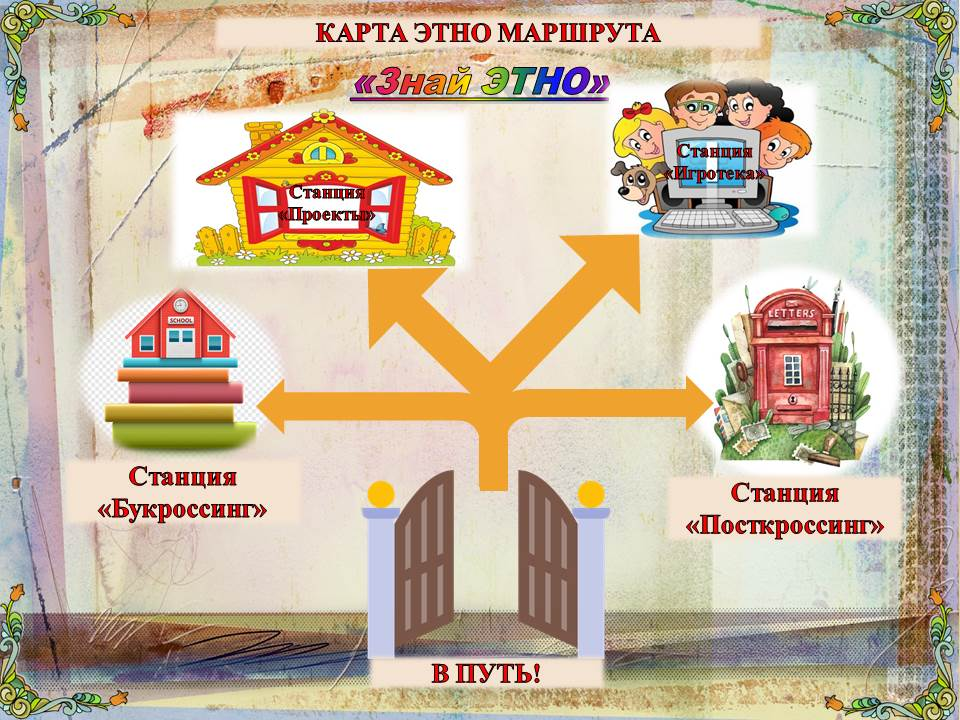 КАРТА ЭТНО МАРШРУТА
«Знай ЭТНО»
Станция
«Игротека»
Станция
«Проекты»
SCHOOL
LETTERS
Станция
«Букроссинг»
Станция
«Посткроссинг»
В ПУТЬ!